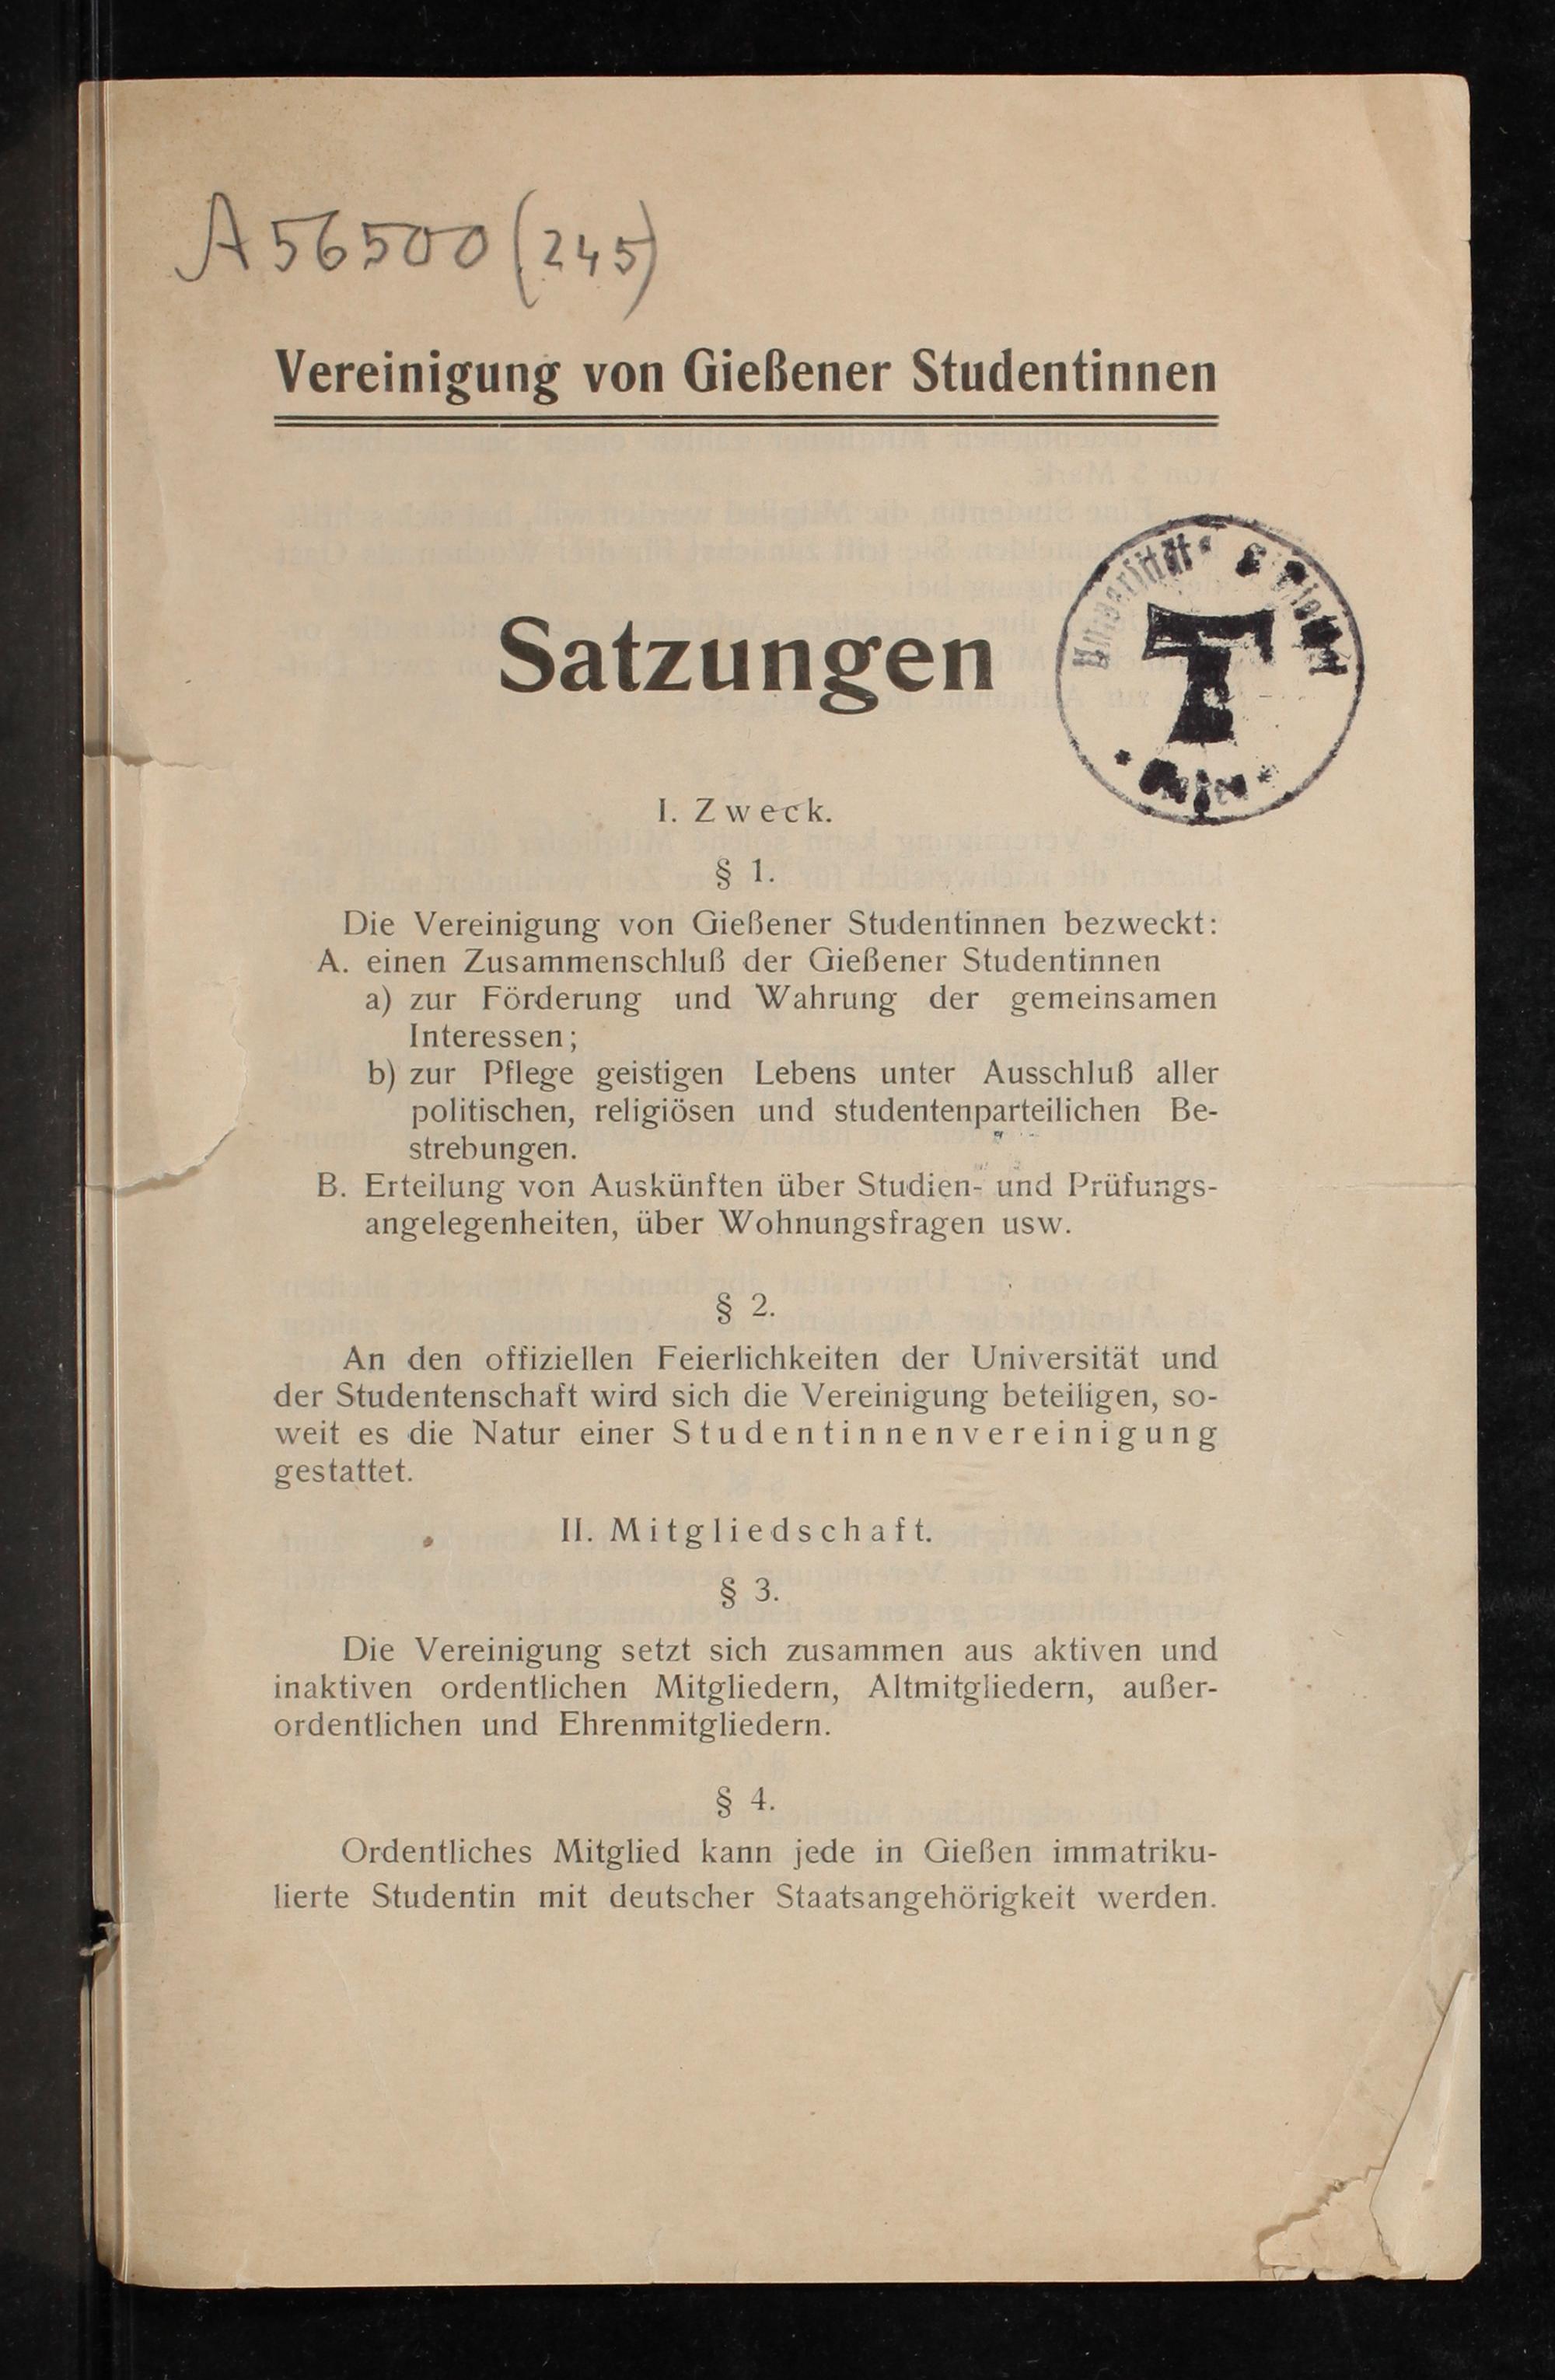 A 56500 (245)
Vereinigung von Gießener Studentinnen
Satzungen
I. Zweck.
§ 1.
Die Vereinigung von Gießener Studentinnen bezweckt:
A. einen Zusammenschluß der Gießener Studentinnen
a) zur Förderung und Wahrung der gemeinsamen
Interessen;
b) zur Pflege geistigen Lebens unter Ausschluß aller
politischen, religiösen und studentenparteilichen Be-
strebungen.
B. Erteilung von Auskünften über Studien- und Prüfungs-
angelegenheiten, über Wohnungsfragen usw.
§ 2.
An den offiziellen Feierlichkeiten der Universität und
der Studentenschaft wird sich die Vereinigung beteiligen, so-
weit es die Natur einer Studentinnenvereinigung
gestattet.
II. Mitgliedschaft.
§ 3.
Die Vereinigung setzt sich zusammen aus aktiven und
inaktiven ordentlichen Mitgliedern, Altmitgliedern, außer-
ordentlichen und Ehrenmitgliedern.
§ 4.
Ordentliches Mitglied kann jede in Gießen immatriku-
lierte Studentin mit deutscher Staatsangehörigkeit werden.